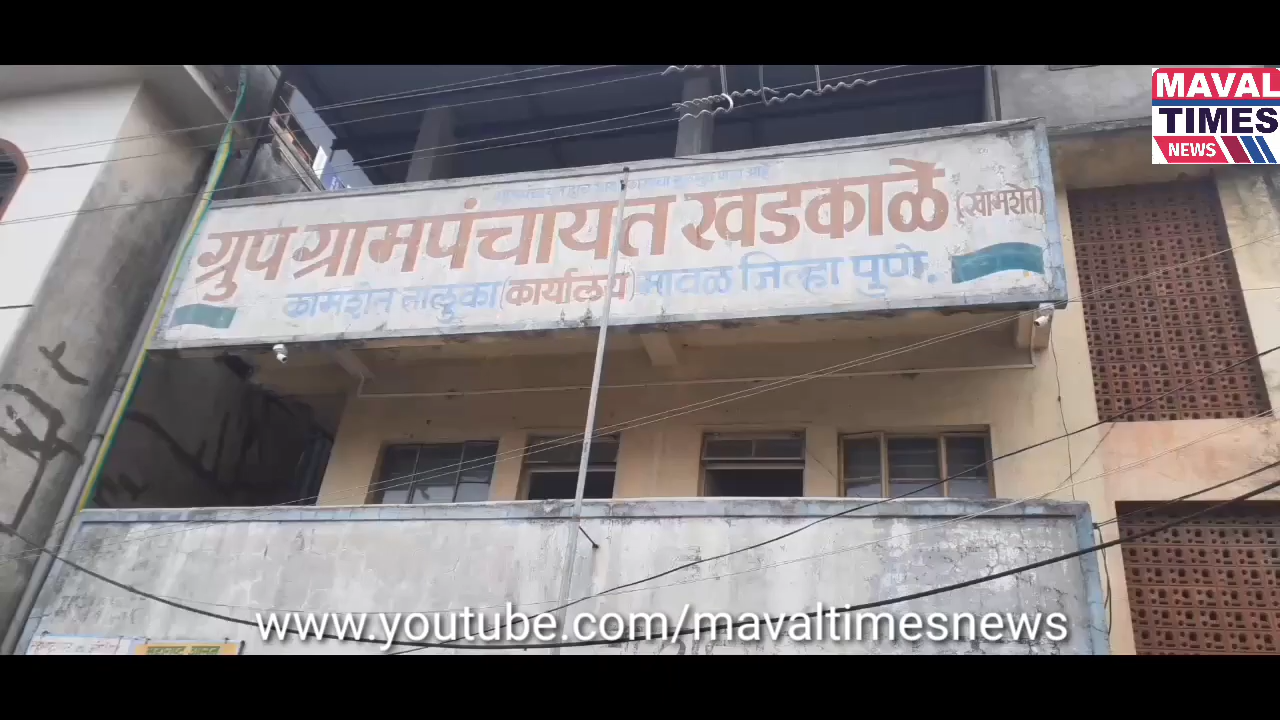 MAVAL
TIMES
NEWS
ग्रुप ग्रामपंचायत खडकाळे (खामशेत)
कामशेत तालुका (कार्यालय) मावळ जिल्हा पुणे.
www.youtube.com/mavaltimesnews